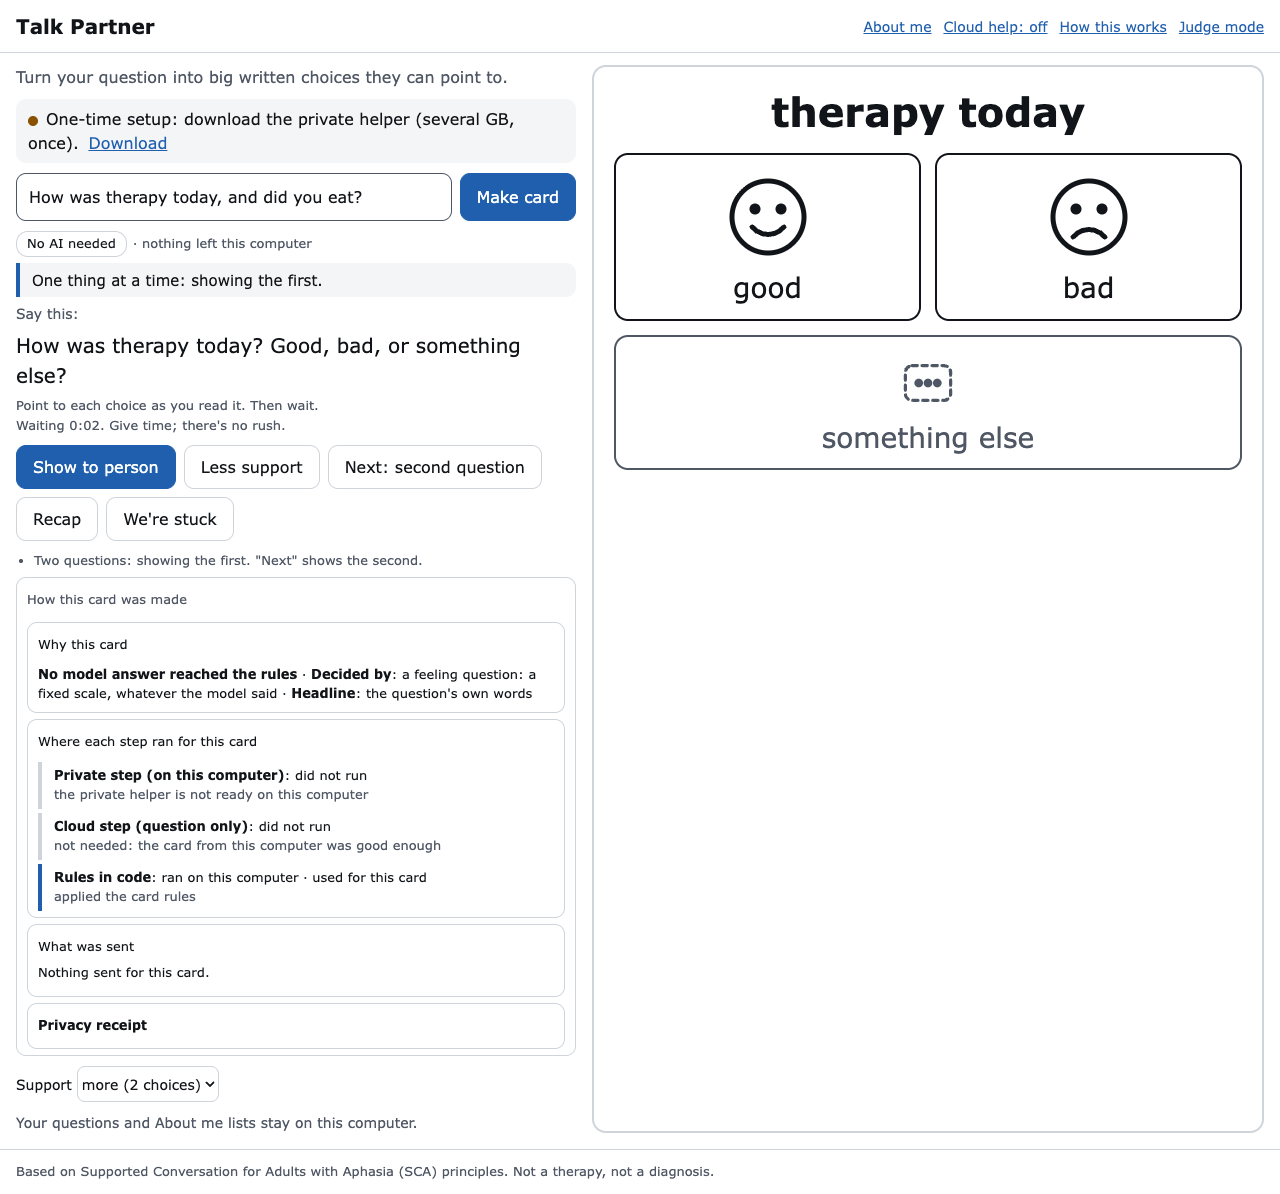 Talk Partner
About me Cloud help: off How this works Judge mode
Turn your question into big written choices they can point to.
One-time setup: download the private helper (several GB,
once). Download
How was therapy today, and did you eat?
Make card
No AI needed · nothing left this computer
One thing at a time: showing the first.
Say this:
How was therapy today? Good, bad, or something
else?
Point to each choice as you read it. Then wait.
Waiting 0:02. Give time; there's no rush.
Show to person
Less support
Next: second question
Recap
We're stuck
• Two questions: showing the first. "Next" shows the second.
How this card was made
Why this card
No model answer reached the rules · Decided by: a feeling question: a
fixed scale, whatever the model said · Headline: the question's own words
Where each step ran for this card
Private step (on this computer): did not run
the private helper is not ready on this computer
Cloud step (question only): did not run
not needed: the card from this computer was good enough
Rules in code: ran on this computer · used for this card
applied the card rules
What was sent
Nothing sent for this card.
Privacy receipt
Support more (2 choices)
Your questions and About me lists stay on this computer.
therapy today
good
bad
something else
Based on Supported Conversation for Adults with Aphasia (SCA) principles. Not a therapy, not a diagnosis.